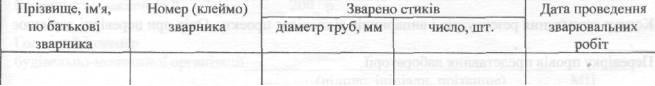 Прізвище, ім'я,
по батькові
зварника
Номер (клеймо)
зварника
Зварено стиків
діаметр труб, мм
число, шт.
Дата проведення
зварювальних
робіт